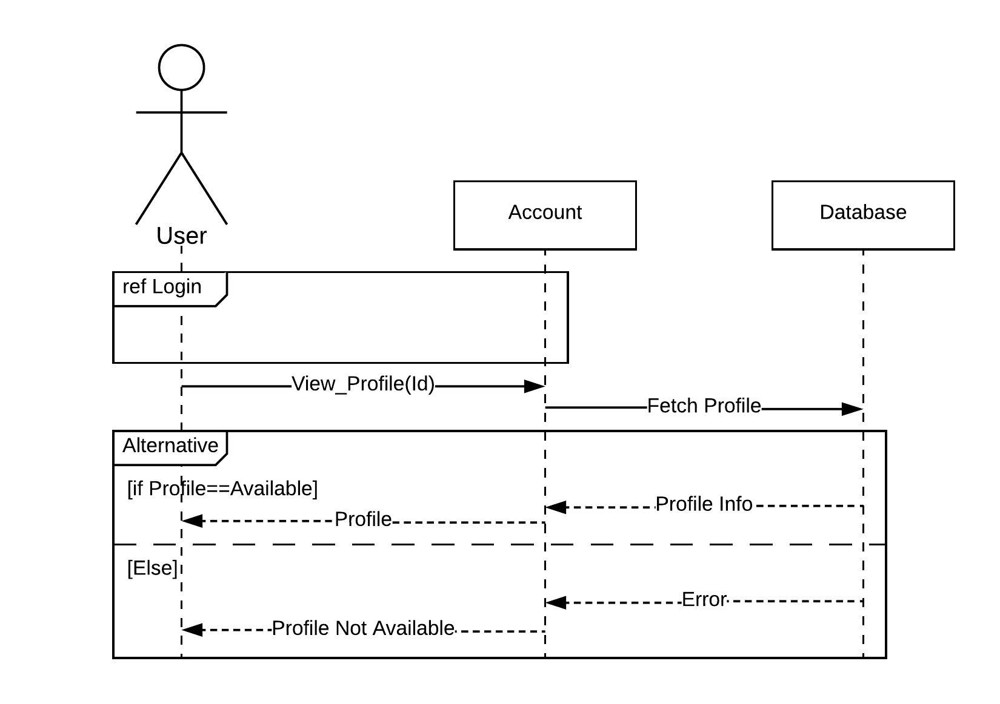 User
Account
Database
ref Login
View_Profile(Id)
Fetch Profile
Alternative
[if Profile==Available]
Profile Info
Profile
[Else]
Error
Profile Not Available